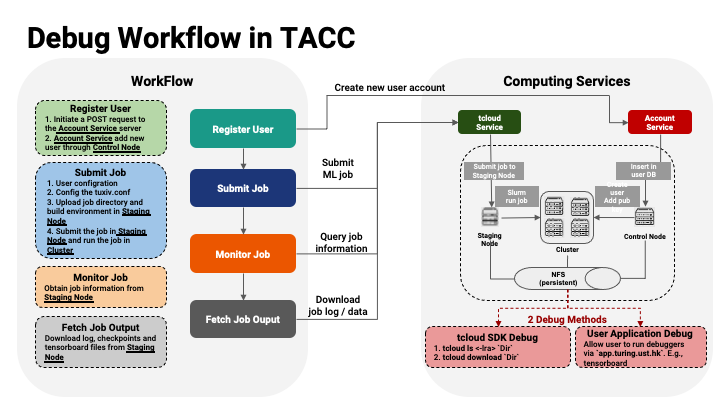 Debug Workflow in TACC
WorkFlow
Register User
1. Initiate a POST request to
the Account Service server
2. Acount Service add new
user through Control Node
Submit Job
1. User configration
2. Config the tuxiv.conf
3. Upload job directory and
build environment in Staging
Node
4. Submit the job in Staging
Node and run the job in
Cluster
Monitor Job
Obtain job information from
Staging Node
Fetch Job Output
Download log, checkpoints and
tensorboard files from Staging
Node
Register User
Submit Job
Monitor Job
Fetch Job Ouput
Create new user account
Submit
ML job
Query job
information
Download
job log / data
Computing Services
tcloud
Service
Account
Service
Submit job to
Staging Node
Insert in
user DB
Slurm
run job
user
Add pub
Staging
Node
Cluster
Control Node
NFS
(persistent)
2 Debug Methods
tcloud SDK Debug
1. tcloud ls <-lra> `Dir`
2. tcloud download `Dir`
User Application Debug
Allow user to run debuggers
via `app.turing.ust.hk`. E.g.,
tensorboard